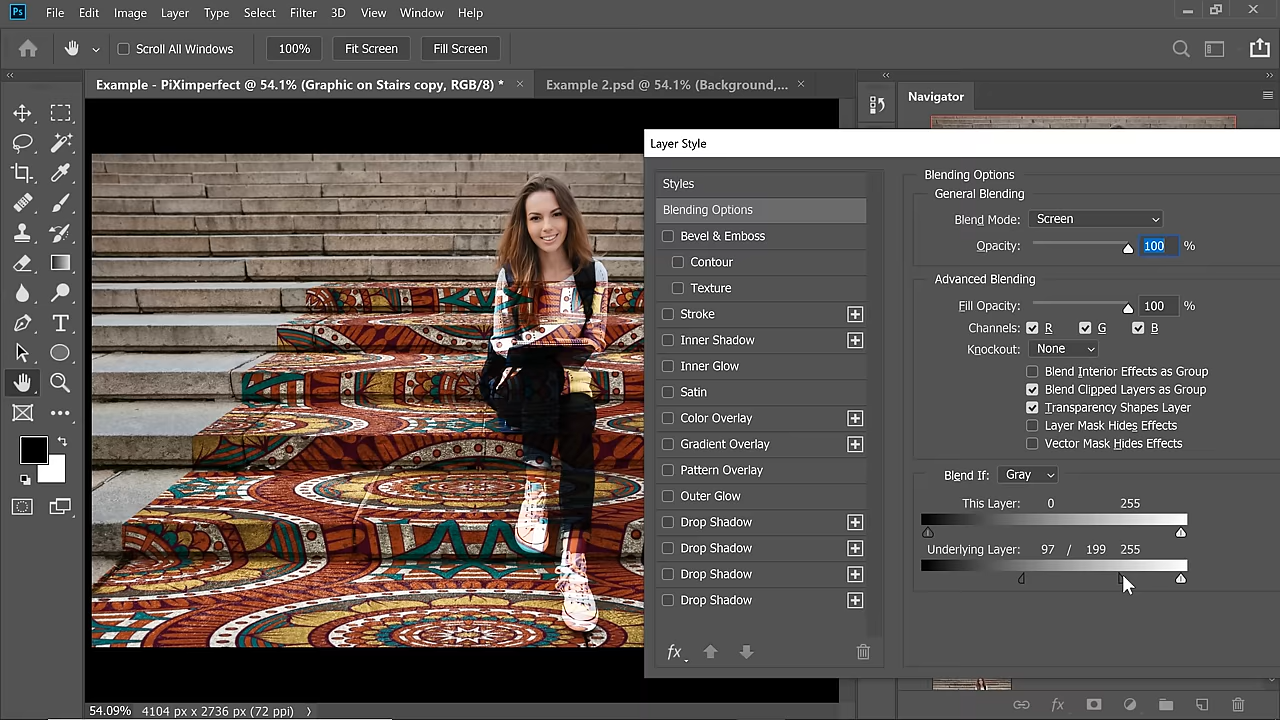 Ps File Edit Image Layer Type Select Filter 3D View Window Help
Scroll All Windows 100% Fit Screen Fill Screen
Example - PiXimperfect @ 54.1% (Graphic on Stairs copy, RGB/8) * × Example 2.psd @ 54.1% (Background,... ×
Navigator
Layer Style
Styles
Blending Options
Bevel & Emboss
Contour
Texture
Stroke
Inner Shadow
Inner Glow
Satin
Color Overlay
Gradient Overlay
Pattern Overlay
Outer Glow
Drop Shadow
Drop Shadow
Drop Shadow
Drop Shadow
fx
Blending Options
General Blending
Blend Mode: Screen
Opacity: 100 %
Advanced Blending
Fill Opacity: 100 %
Channels: R G B
Knockout: None
Blend Interior Effects as Group
Blend Clipped Layers as Group
Transparency Shapes Layer
Layer Mask Hides Effects
Vector Mask Hides Effects
Blend If: Gray
This Layer: 0 255
Underlying Layer: 97 / 199 255
54.09% 4104 px x 2736 px (72 ppi)
fx